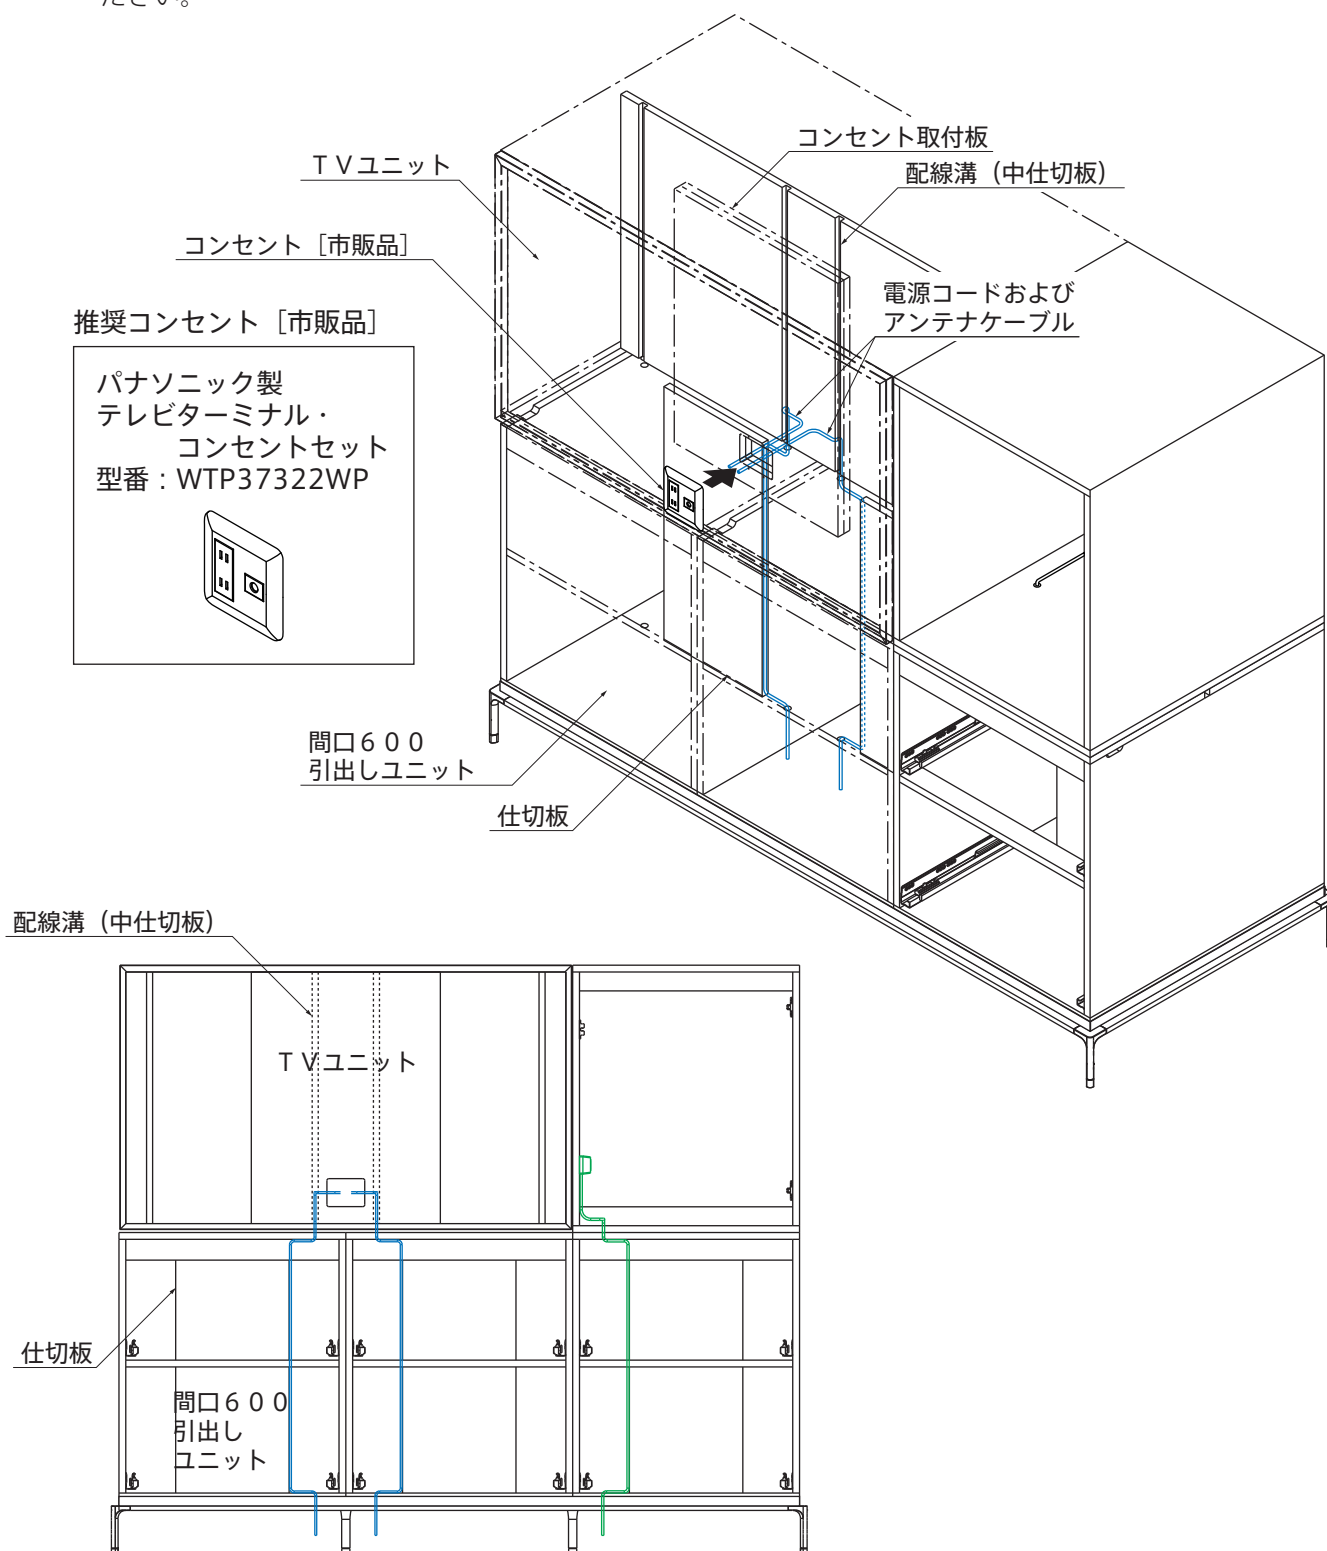 ださい。
コンセント取付板
ＴＶユニット
配線溝（中仕切板）
コンセント［市販品］
電源コードおよび
アンテナケーブル
推奨コンセント［市販品］
パナソニック製
テレビターミナル・
コンセントセット
型番：WTP37322WP
間口６００
引出しユニット
仕切板
配線溝（中仕切板）
ＴＶユニット
仕切板
間口６００
引出し
ユニット